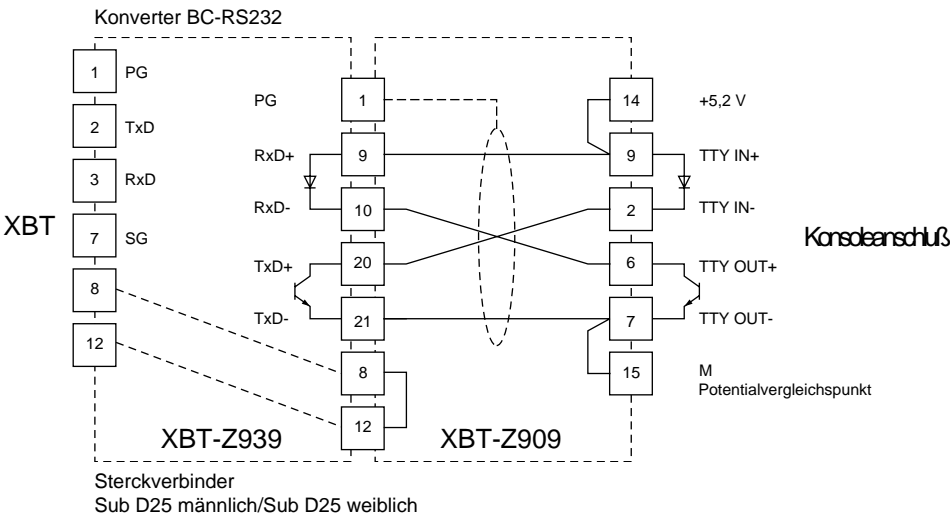 Konverter BC-RS232
1 PG
2 TxD
3 RxD
XBT
7 SG
8
12
PG 1
RxD+ 9
RxD- 10
TxD+ 20
TxD- 21
8
12
14 +5,2 V
9 TTY IN+
2 TTY IN-
6 TTY OUT+
7 TTY OUT-
15 M
Potentialvergleichspunkt
Konsoleanschluß
XBT-Z939
XBT-Z909
Sterckverbinder
Sub D25 männlich/Sub D25 weiblich